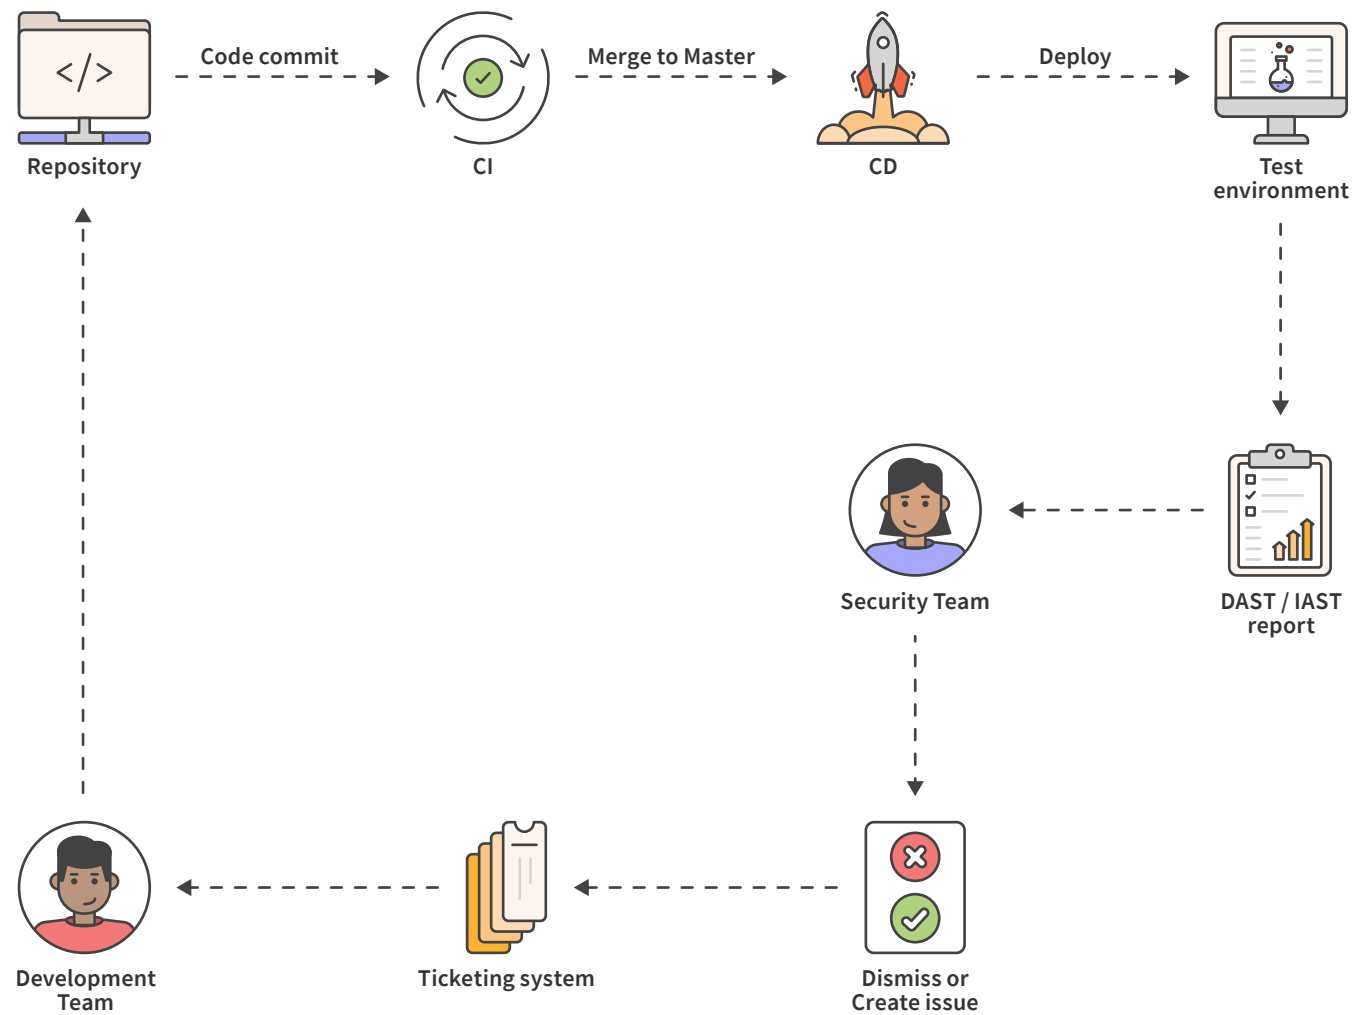 Code commit
Merge to Master
Deploy
</>
Repository
CI
CD
Test
environment
Security Team
DAST / IAST
report
Development
Team
Ticketing system
Dismiss or
Create issue